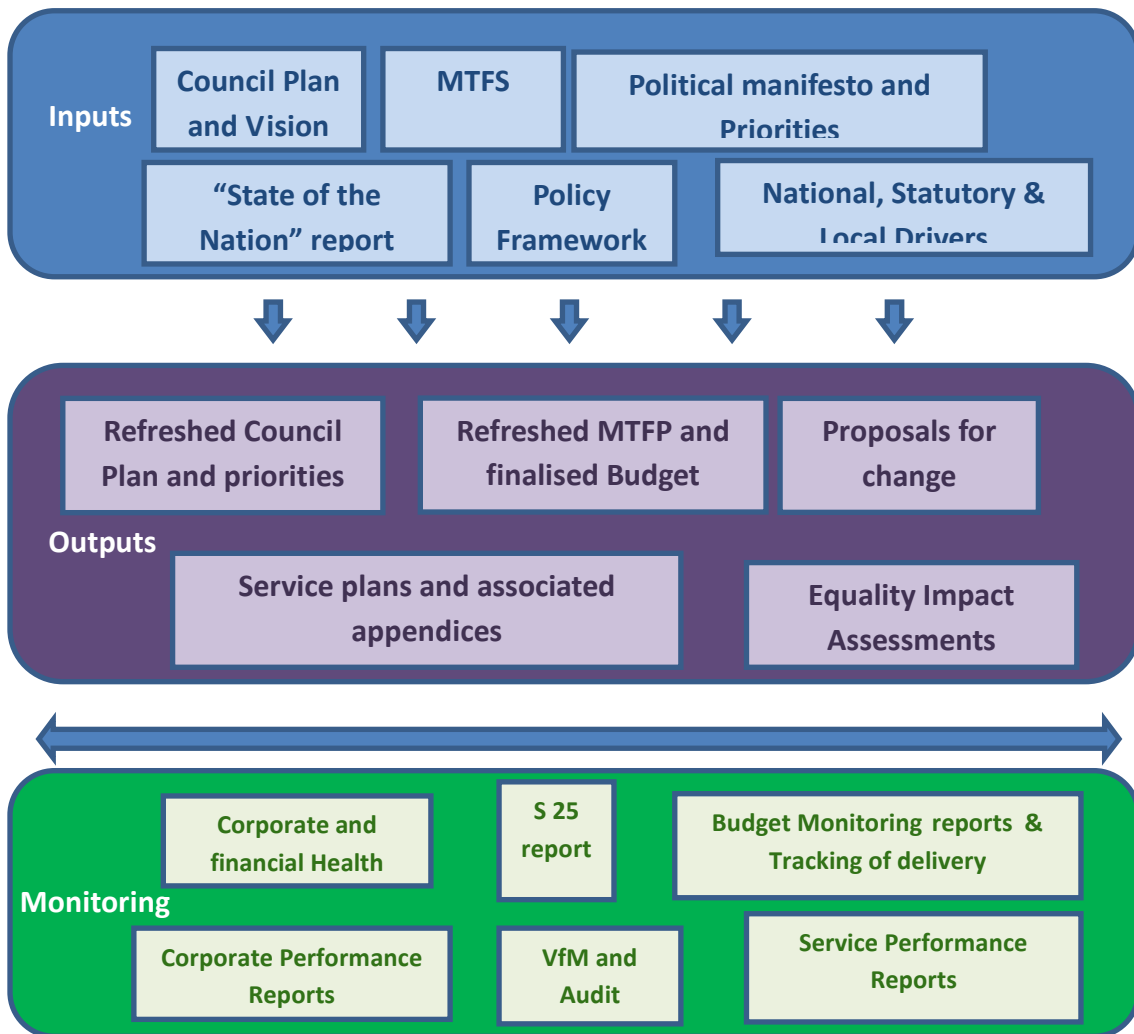 Inputs
Council Plan
and Vision
MTFS
Political manifesto and
Priorities
“State of the
Nation” report
Policy
Framework
National, Statutory &
Local Drivers
Refreshed Council
Plan and priorities
Refreshed MTFP and
finalised Budget
Proposals for
change
Outputs
Service plans and associated
appendices
Equality Impact
Assessments
Corporate and
financial Health
S 25
report
Budget Monitoring reports &
Tracking of delivery
Monitoring
Corporate Performance
Reports
VfM and
Audit
Service Performance
Reports